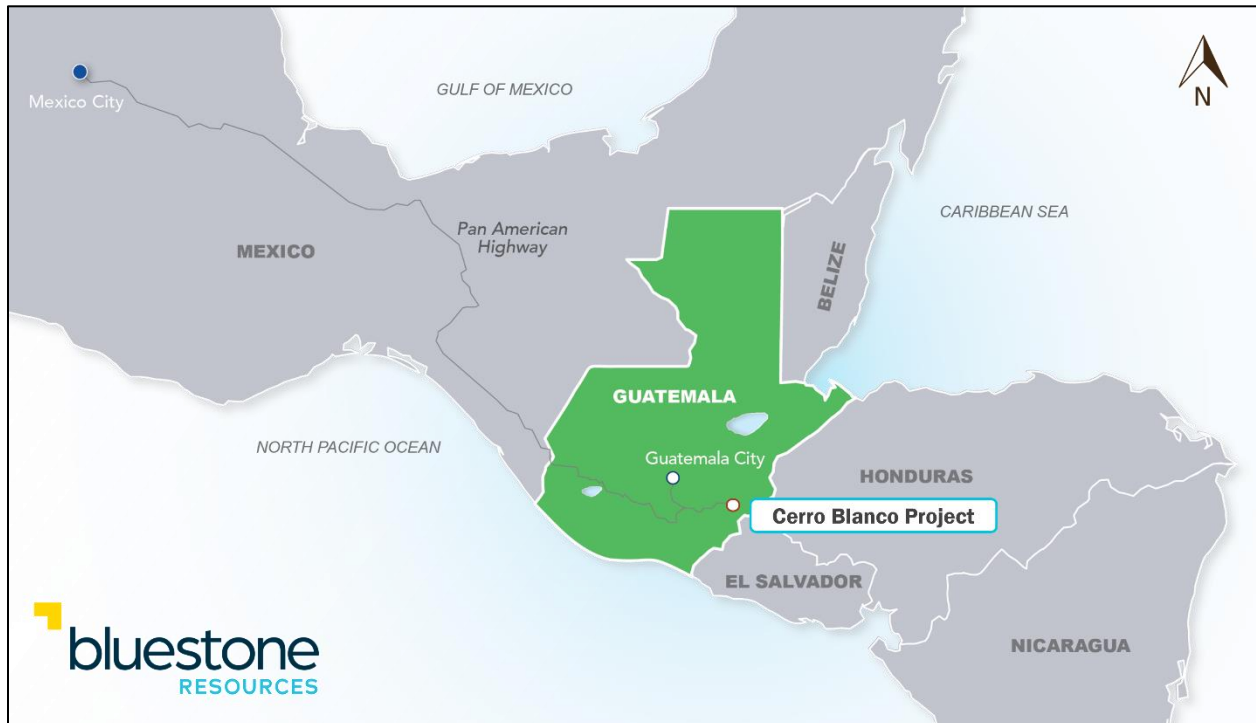 Mexico City
GULF OF MEXICO
N
CARIBBEAN SEA
Pan American
Highway
MEXICO
BELIZE
GUATEMALA
NORTH PACIFIC OCEAN
Guatemala City
HONDURAS
Cerro Blanco Project
EL SALVADOR
NICARAGUA
bluestone
RESOURCES